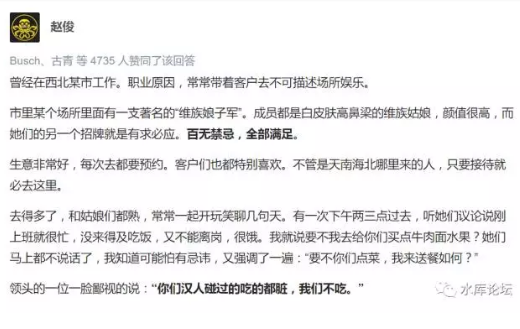 赵俊
Busch、古青 等 4735 人赞同了该回答
曾经在西北某市工作。职业原因，常常带着客户去不可描述场所娱乐。
市里某个场所里面有一支著名的“维族娘子军”。成员都是白皮肤高鼻梁的维族姑娘，颜值很高，而
她们的另一个招牌就是有求必应。百无禁忌，全部满足。
生意非常好，每次去都要预约。客户们也都特别喜欢。不管是天南海北哪里来的人，只要接待就
必去这里。
去得多了，和姑娘们都熟，常常一起开玩笑聊几句天。有一次下午两三点过去，听她们议论说刚
上班就很忙，没来得及吃饭，又不能离岗，很饿。我就说要不我去给你们买点牛肉面水果？她们
马上都不说话了，我知道可能怕有忌讳，又强调了一遍：“要不你们点菜，我来送餐如何？”
领头的一位一脸鄙视的说：“你们汉人碰过的吃的都脏，我们不吃。”
水库论坛